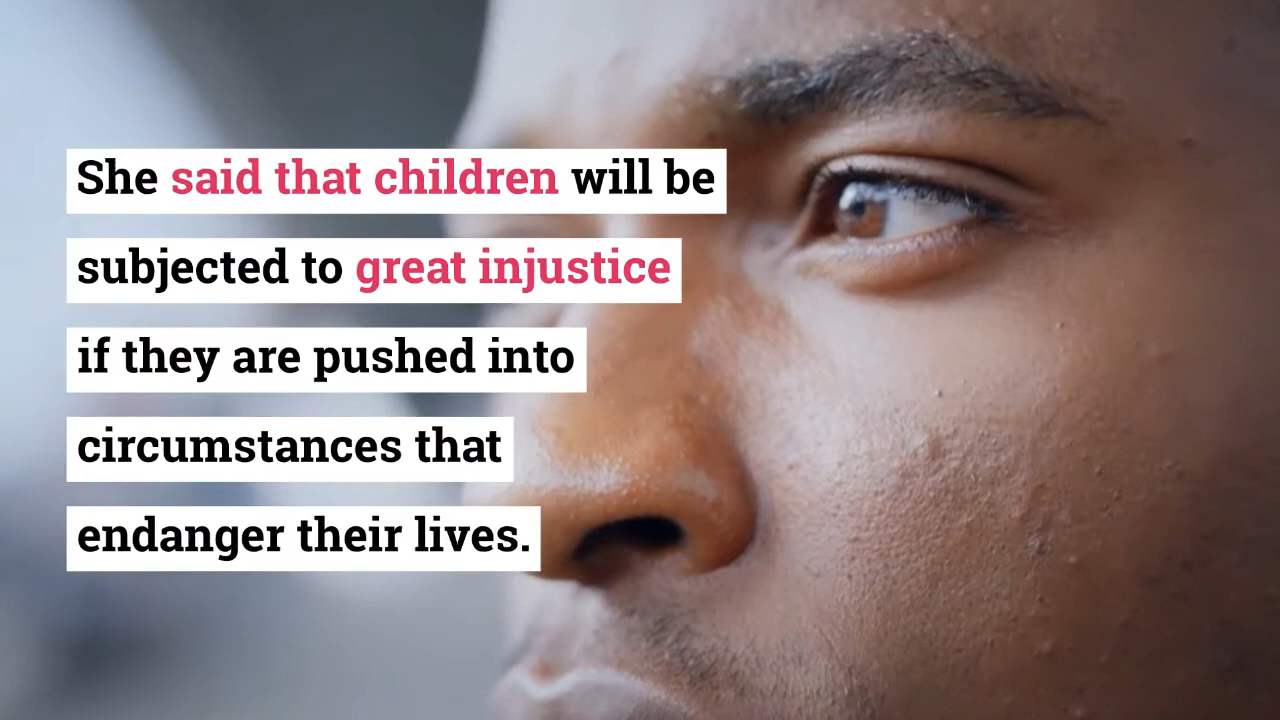 She said that children will be
subjected to great injustice
if they are pushed into
circumstances that
endanger their lives.